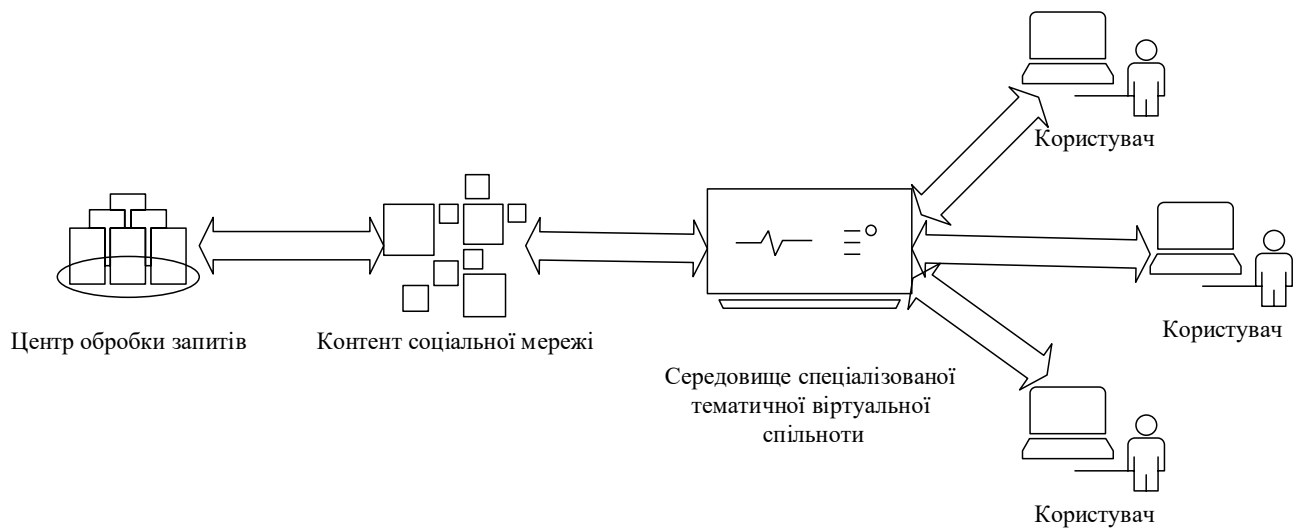 Користувач
Користувач
Центр обробки запитів
Контент соціальної мережі
Середовище спеціалізованої
тематичної віртуальної
спільноти
Користувач